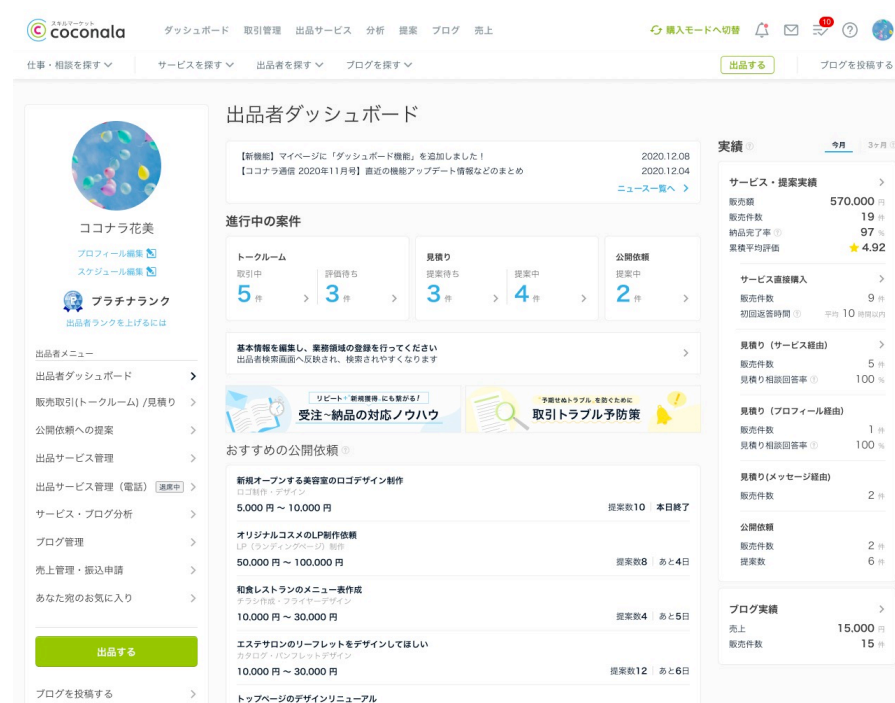 スキルマーケット
coconala
ダッシュボード 取引管理 出品サービス 分析 提案 ブログ 売上
購入モードへ切替
10
仕事・相談を探す サービスを探す 出品者を探す ブログを探す
出品する
ブログを投稿する
ココナラ花美
プロフィール編集
スケジュール編集
プラチナランク
出品者ランクを上げるには
出品者メニュー
出品者ダッシュボード
販売取引(トークルーム) /見積り
公開依頼への提案
出品サービス管理
出品サービス管理（電話） 退席中
サービス・ブログ分析
ブログ管理
売上管理・振込申請
あなた宛のお気に入り
出品する
ブログを投稿する
出品者ダッシュボード
【新機能】マイページに「ダッシュボード機能」を追加しました！ 2020.12.08
【ココナラ通信 2020年11月号】直近の機能アップデート情報などのまとめ 2020.12.04
ニュース一覧へ
進行中の案件
トークルーム
取引中
5 件
評価待ち
3 件
見積り
提案待ち
3 件
提案中
4 件
公開依頼
提案中
2 件
基本情報を編集し、業務領域の登録を行ってください
出品者検索画面へ反映され、検索されやすくなります
リピート・新規獲得にも繋がる!
受注~納品の対応ノウハウ
予期せぬトラブルを防ぐために
取引トラブル予防策
おすすめの公開依頼
新規オープンする美容室のロゴデザイン制作
ロゴ制作・デザイン
5.000 円 ～ 10.000 円 提案数10 本日終了
オリジナルコスメのLP制作依頼
LP（ランディングページ）制作
50.000 円 ～ 100.000 円 提案数8 あと4日
和食レストランのメニュー表作成
チラシ作成・フライヤーデザイン
10.000 円 ～ 30.000 円 提案数4 あと5日
エステサロンのリーフレットをデザインしてほしい
カタログ・パンフレットデザイン
10.000 円 ～ 30.000 円 提案数12 あと6日
トップページのデザインリニューアル
実績
今月 3ヶ月
サービス・提案実績
販売額 570.000 円
販売件数 19 件
納品完了率 97 %
累積平均評価 4.92
サービス直接購入
販売件数 9 件
初回返答時間 平均 10 時間以内
見積り（サービス経由)
販売件数 5 件
見積り相談回答率 100 %
見積り（プロフィール経由)
販売件数 1 件
見積り相談回答率 100 %
見積り(メッセージ経由)
販売件数 2 件
公開依頼
販売件数 2 件
提案数 6 件
ブログ実績
売上 15.000 円
販売件数 15 件